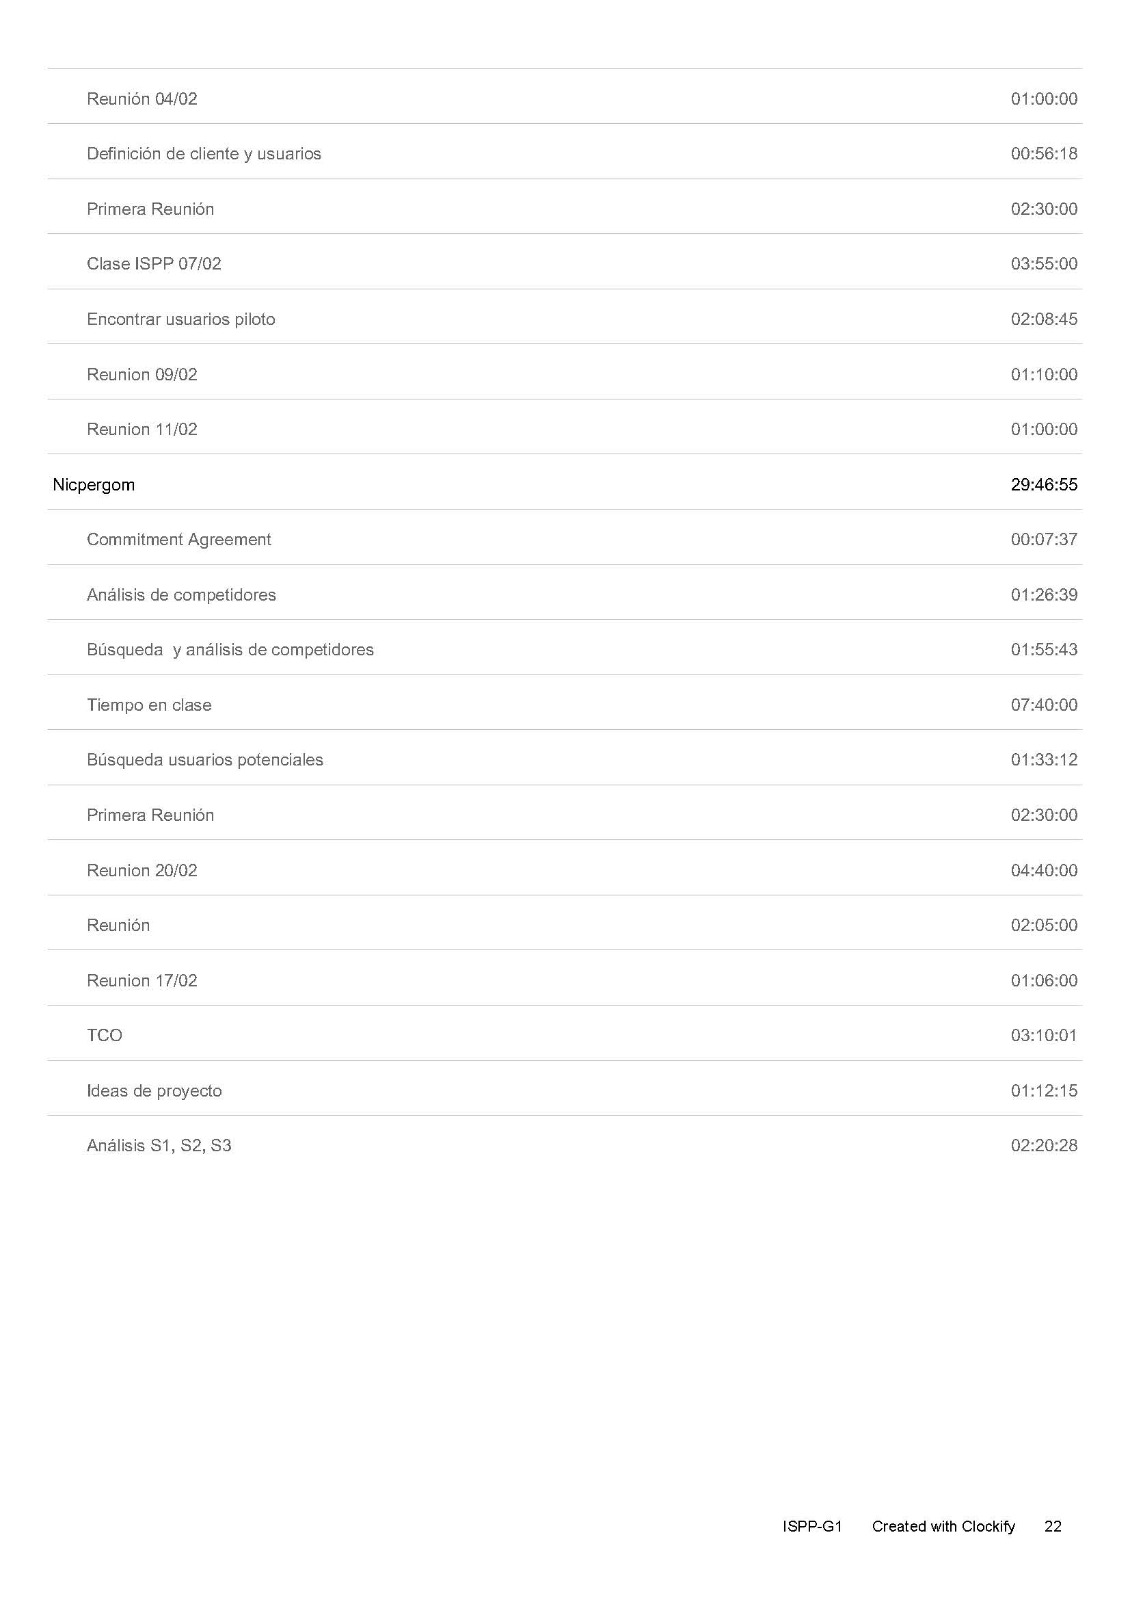 Reunión 04/02 01:00:00
Definición de cliente y usuarios 00:56:18
Primera Reunión 02:30:00
Clase ISPP 07/02 03:55:00
Encontrar usuarios piloto 02:08:45
Reunion 09/02 01:10:00
Reunion 11/02 01:00:00
Nicpergom 29:46:55
Commitment Agreement 00:07:37
Análisis de competidores 01:26:39
Búsqueda  y análisis de competidores 01:55:43
Tiempo en clase 07:40:00
Búsqueda usuarios potenciales 01:33:12
Primera Reunión 02:30:00
Reunion 20/02 04:40:00
Reunión 02:05:00
Reunion 17/02 01:06:00
TCO 03:10:01
Ideas de proyecto 01:12:15
Análisis S1, S2, S3 02:20:28
ISPP-G1 Created with Clockify 22